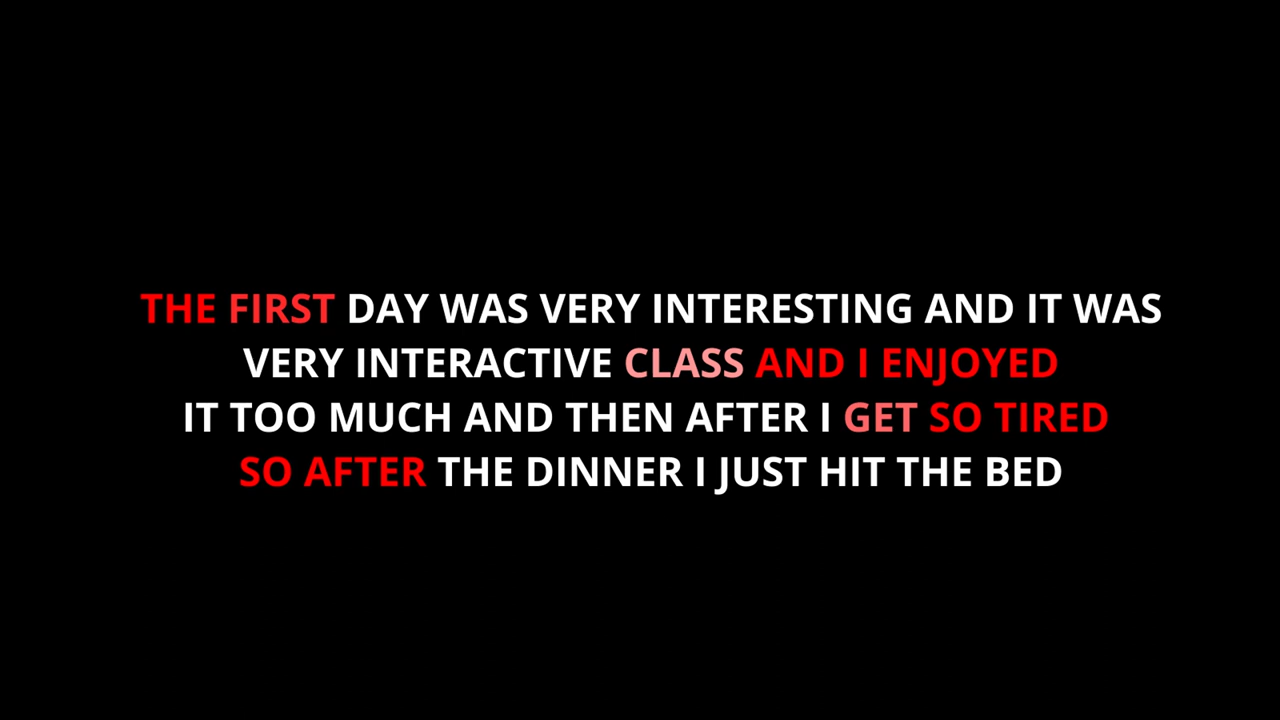 THE FIRST DAY WAS VERY INTERESTING AND IT WAS
VERY INTERACTIVE CLASS AND I ENJOYED
IT TOO MUCH AND THEN AFTER I GET SO TIRED
SO AFTER THE DINNER I JUST HIT THE BED